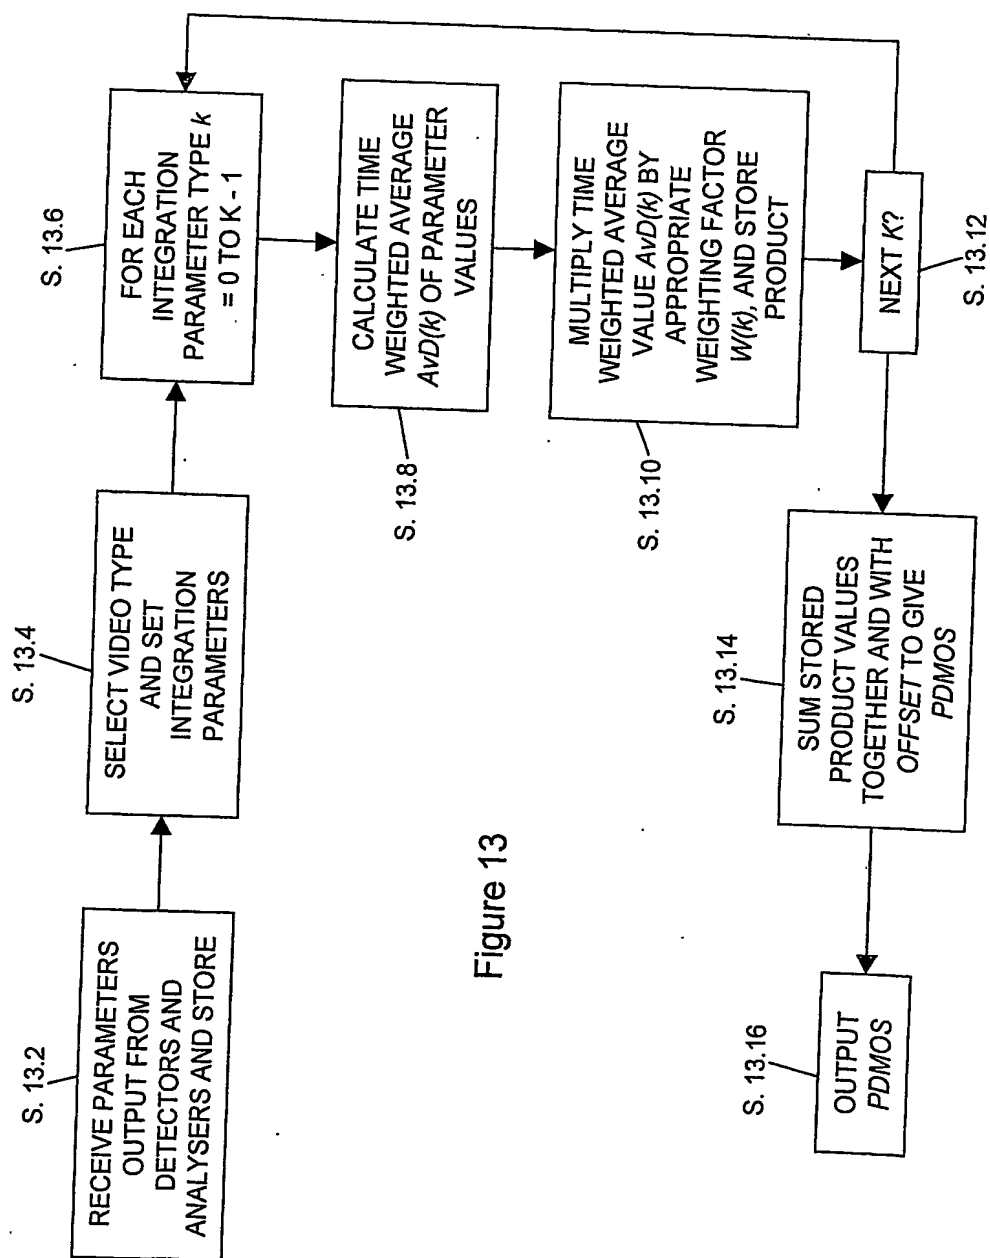 S. 13.2
RECEIVE PARAMETERS
OUTPUT FROM
DETECTORS AND
ANALYSERS AND STORE
S. 13.4
SELECT VIDEO TYPE
AND SET
INTEGRATION
PARAMETERS
S. 13.6
FOR EACH
INTEGRATION
PARAMETER TYPE k
= 0 TO K - 1
S. 13.8
CALCULATE TIME
WEIGHTED AVERAGE
AvD(k) OF PARAMETER
VALUES
S. 13.10
MULTIPLY TIME
WEIGHTED AVERAGE
VALUE AvD(k) BY
APPROPRIATE
WEIGHTING FACTOR
W(k), AND STORE
PRODUCT
NEXT K?
S. 13.12
S. 13.14
SUM STORED
PRODUCT VALUES
TOGETHER AND WITH
OFFSET TO GIVE
PDMOS
S. 13.16
OUTPUT
PDMOS
Figure 13